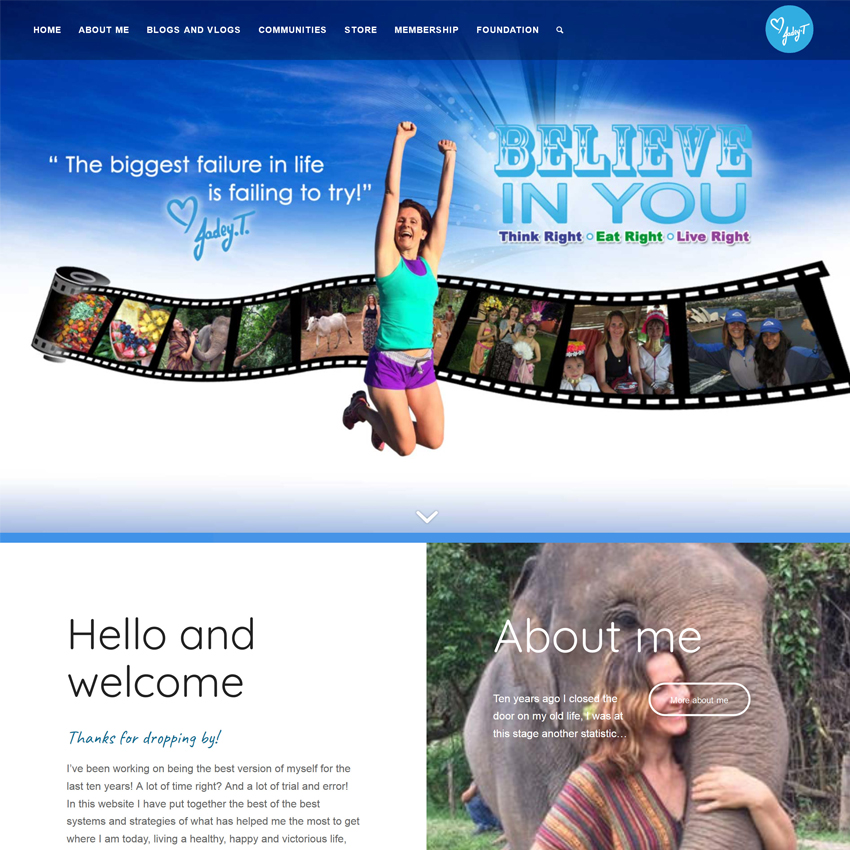 HOME ABOUT ME BLOGS AND VLOGS COMMUNITIES STORE MEMBERSHIP FOUNDATION
Jadey.T
“ The biggest failure in life
is failing to try!”
Jadey.T.
BELIEVE
IN YOU
Think Right Eat Right Live Right
Hello and
welcome
Thanks for dropping by!
I’ve been working on being the best version of myself for the
last ten years! A lot of time right? And a lot of trial and error!
In this website I have put together the best of the best
systems and strategies of what has helped me the most to get
where I am today, living a healthy, happy and victorious life,
About me
Ten years ago I closed the
door on my old life, I was at
this stage another statistic…
More about me